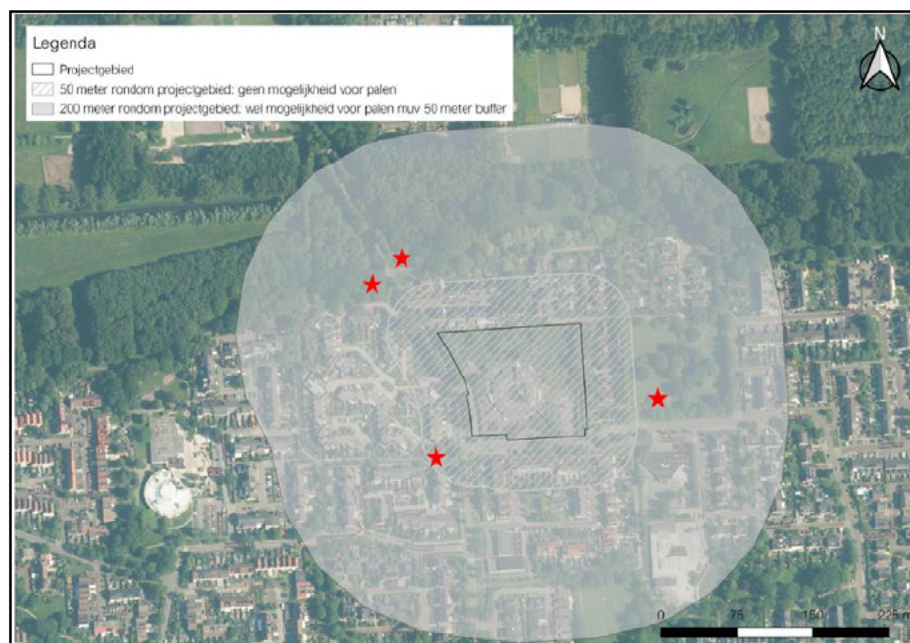 Legenda
Projectgebied
50 meter rondom projectgebied: geen mogelijkheid voor palen
200 meter rondom projectgebied: wel mogelijkheid voor palen muv 50 meter buffer
N
0 75 150 225 m